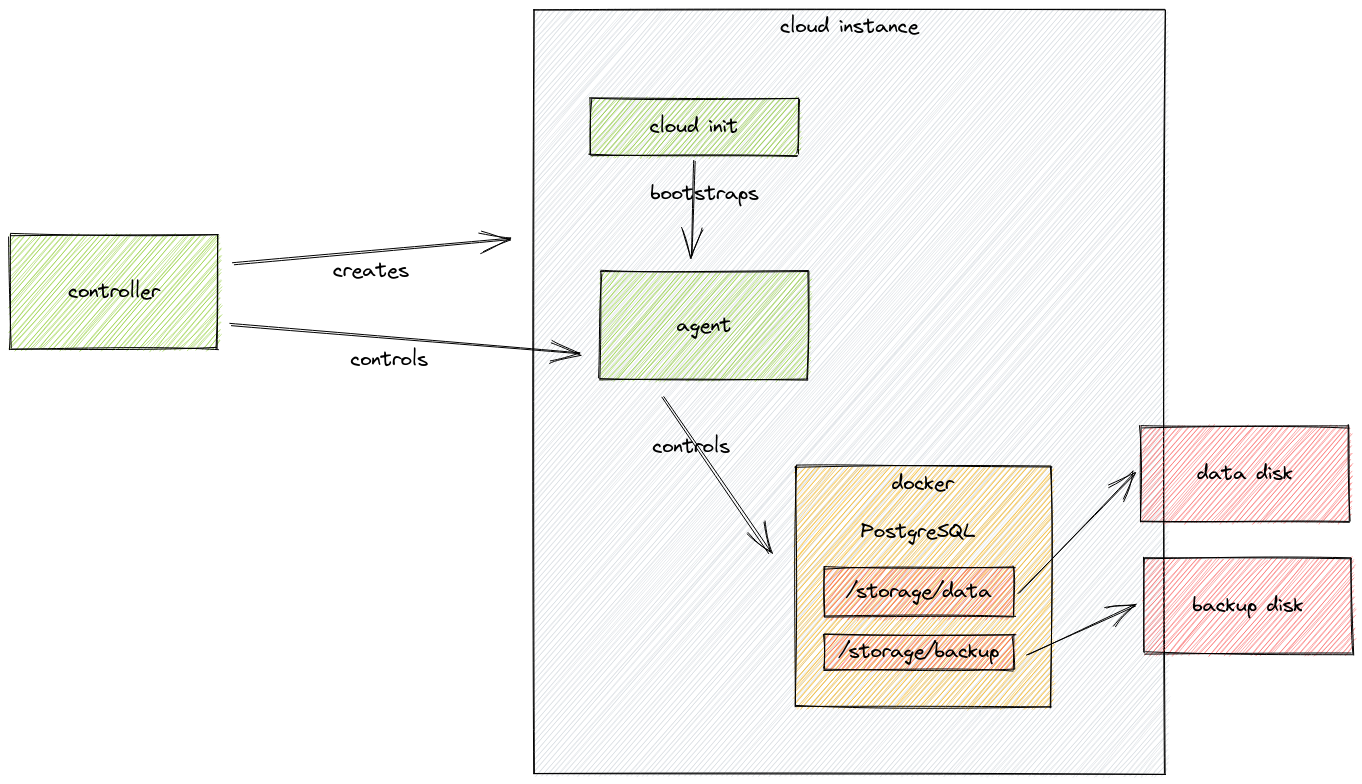 cloud instance
cloud init
bootstraps
controller
creates
controls
agent
controls
docker
PostgreSQL
/storage/data
/storage/backup
data disk
backup disk